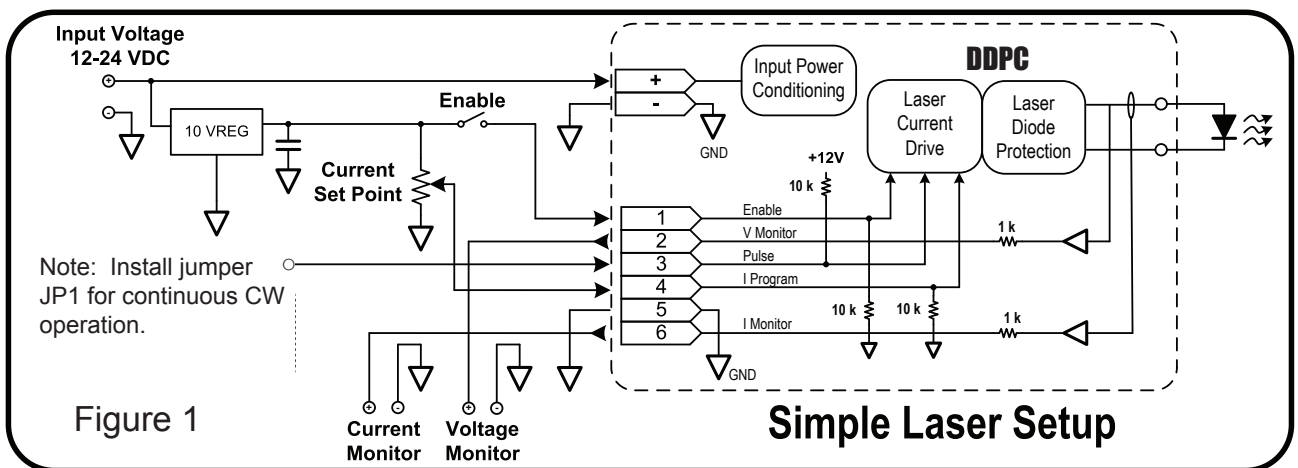 Input Voltage
12-24 VDC
+
-
10 VREG
Enable
Current
Set Point
Note: Install jumper
JP1 for continuous CW
operation.
Figure 1
+ -
Current
Monitor
+ -
Voltage
Monitor
+
-
GND
Input Power
Conditioning
DDPC
Laser
Current
Drive
Laser
Diode
Protection
+12V
10 k
1 Enable
2 V Monitor
3 Pulse
4 I Program
5
6 I Monitor
GND
1 k
10 k
10 k
1 k
Simple Laser Setup